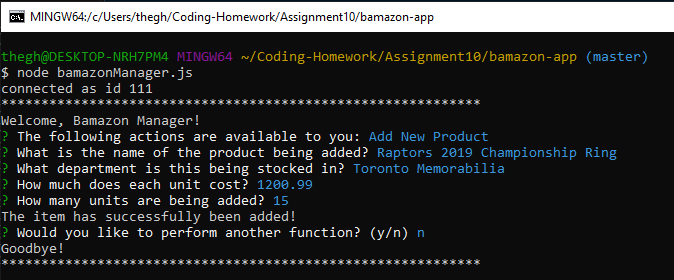 MINGW64:/c/Users/thegh/Coding-Homework/Assignment10/bamazon-app
thegh@DESKTOP-NRH7PM4 MINGW64 ~/Coding-Homework/Assignment10/bamazon-app (master)
$ node bamazonManager.js
connected as id 111
****************************************************************
Welcome, Bamazon Manager!
? The following actions are available to you: Add New Product
? What is the name of the product being added? Raptors 2019 Championship Ring
? What department is this being stocked in? Toronto Memorabilia
? How much does each unit cost? 1200.99
? How many units are being added? 15
The item has successfully been added!
? Would you like to perform another function? (y/n) n
Goodbye!
****************************************************************